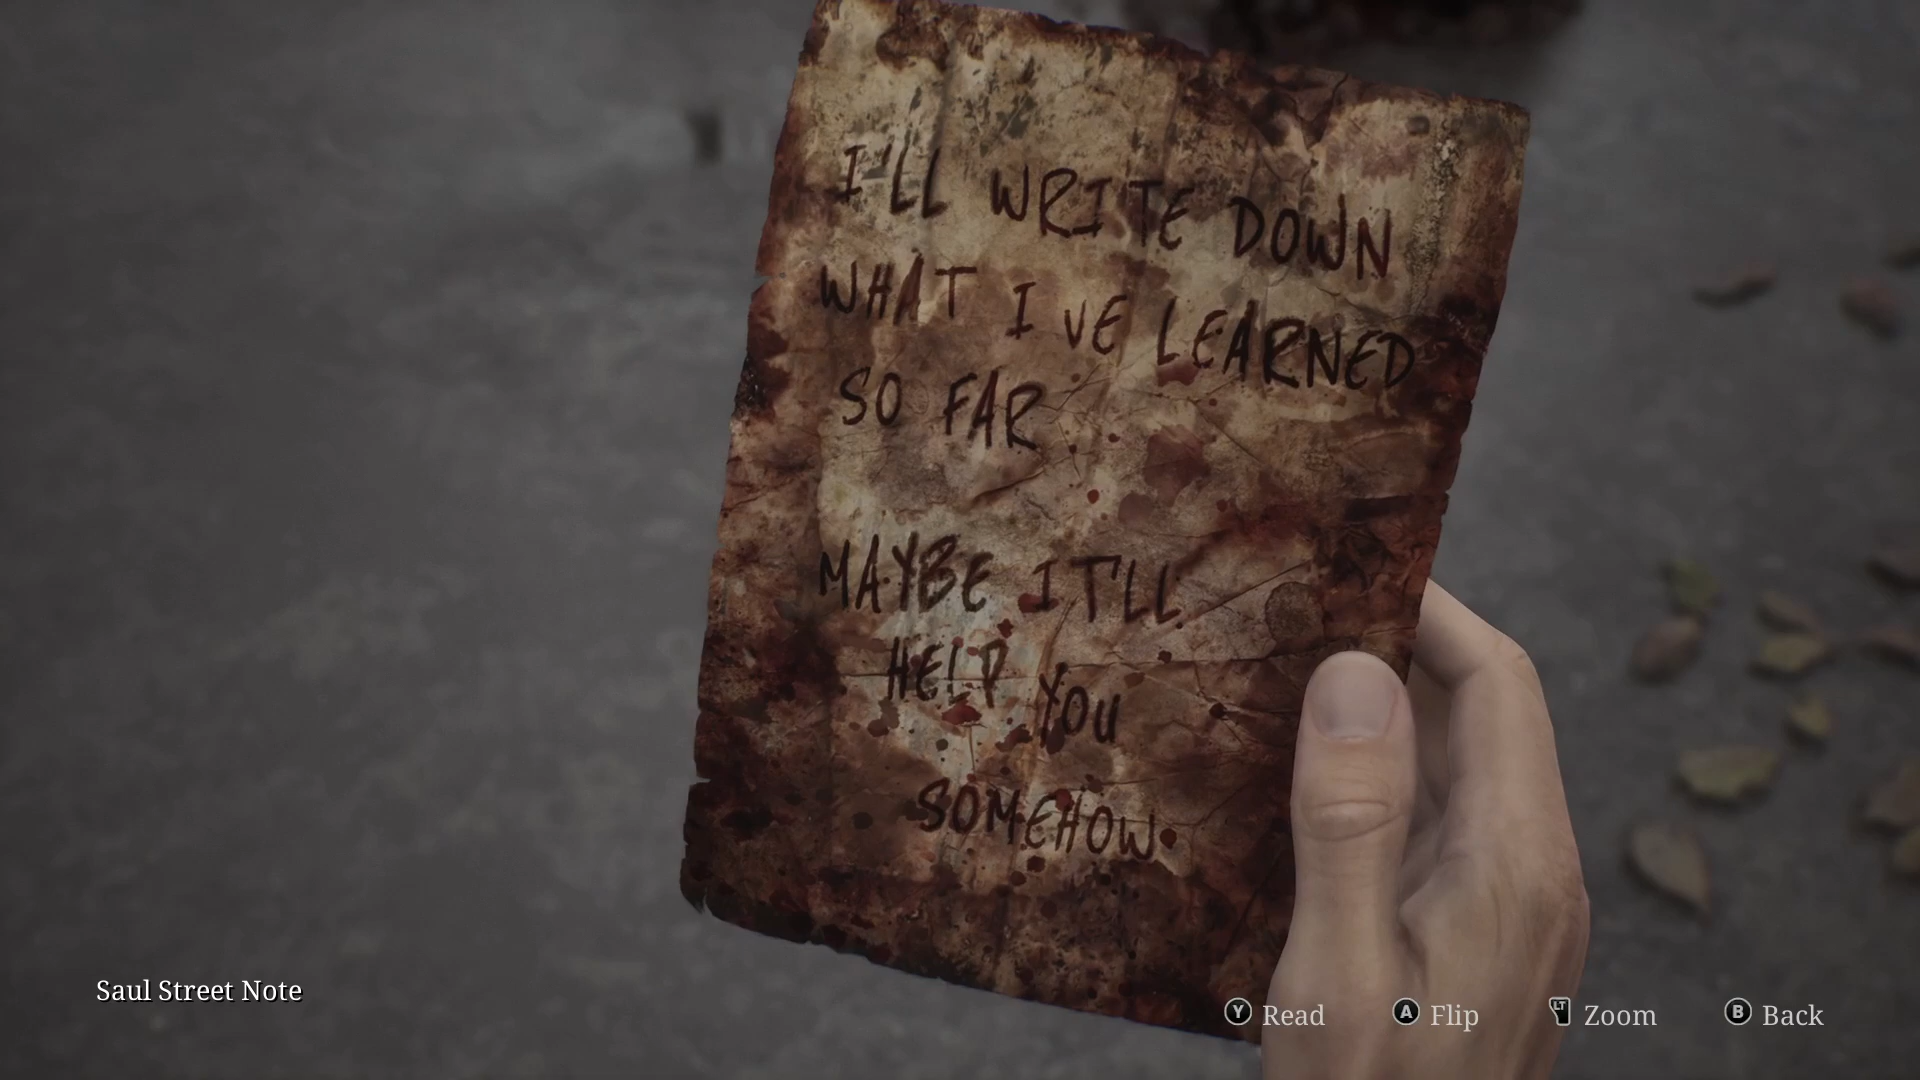 I'LL WRITE DOWN
WHAT I VE LEARNED
SO FAR
MAYBE IT'LL
HELP YOU
SOMEHOW.
Saul Street Note
Y Read A Flip LT Zoom B Back